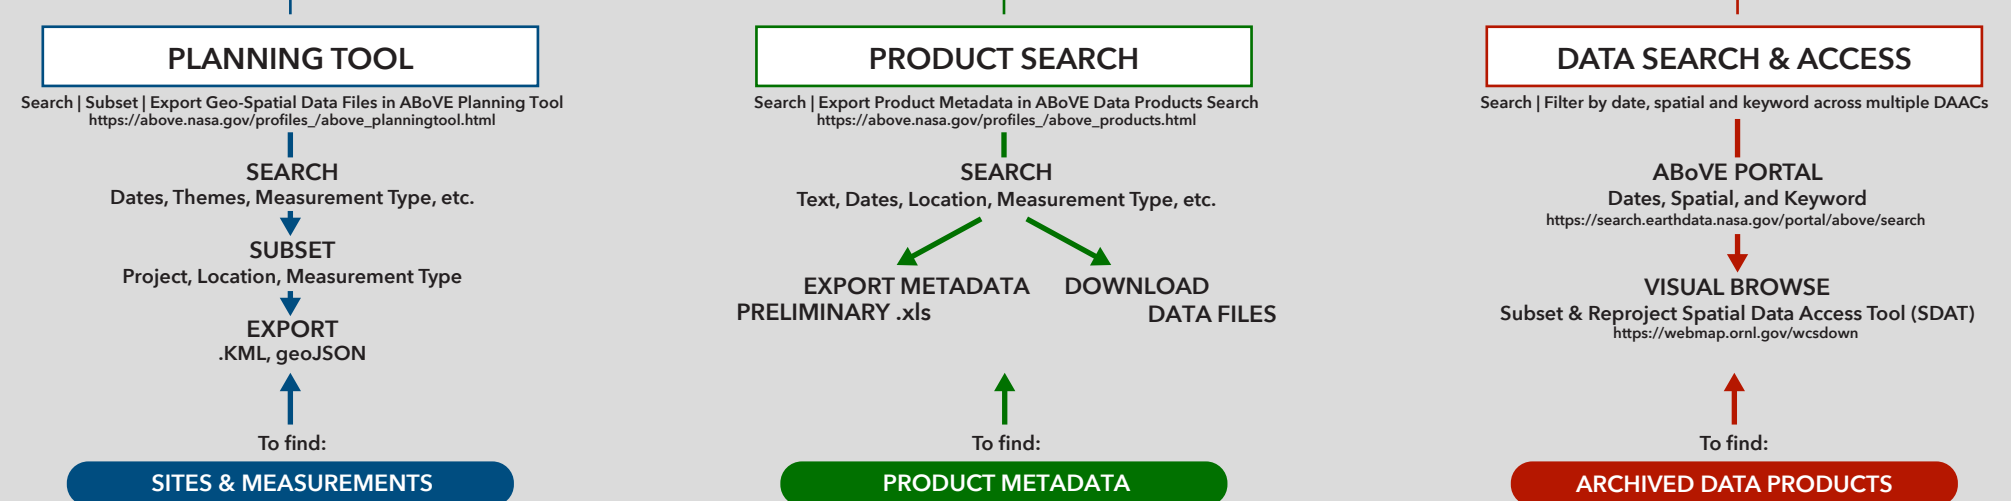 PLANNING TOOL
Search | Subset | Export Geo-Spatial Data Files in ABoVE Planning Tool
https://above.nasa.gov/profiles_/above_planningtool.html
SEARCH
Dates, Themes, Measurement Type, etc.
SUBSET
Project, Location, Measurement Type
EXPORT
.KML, geoJSON
To find:
SITES & MEASUREMENTS
PRODUCT SEARCH
Search | Export Product Metadata in ABoVE Data Products Search
https://above.nasa.gov/profiles_/above_products.html
SEARCH
Text, Dates, Location, Measurement Type, etc.
EXPORT METADATA
PRELIMINARY .xls
DOWNLOAD
DATA FILES
To find:
PRODUCT METADATA
DATA SEARCH & ACCESS
Search | Filter by date, spatial and keyword across multiple DAACs
ABoVE PORTAL
Dates, Spatial, and Keyword
https://search.earthdata.nasa.gov/portal/above/search
VISUAL BROWSE
Subset & Reproject Spatial Data Access Tool (SDAT)
https://webmap.ornl.gov/wcsdown
To find:
ARCHIVED DATA PRODUCTS